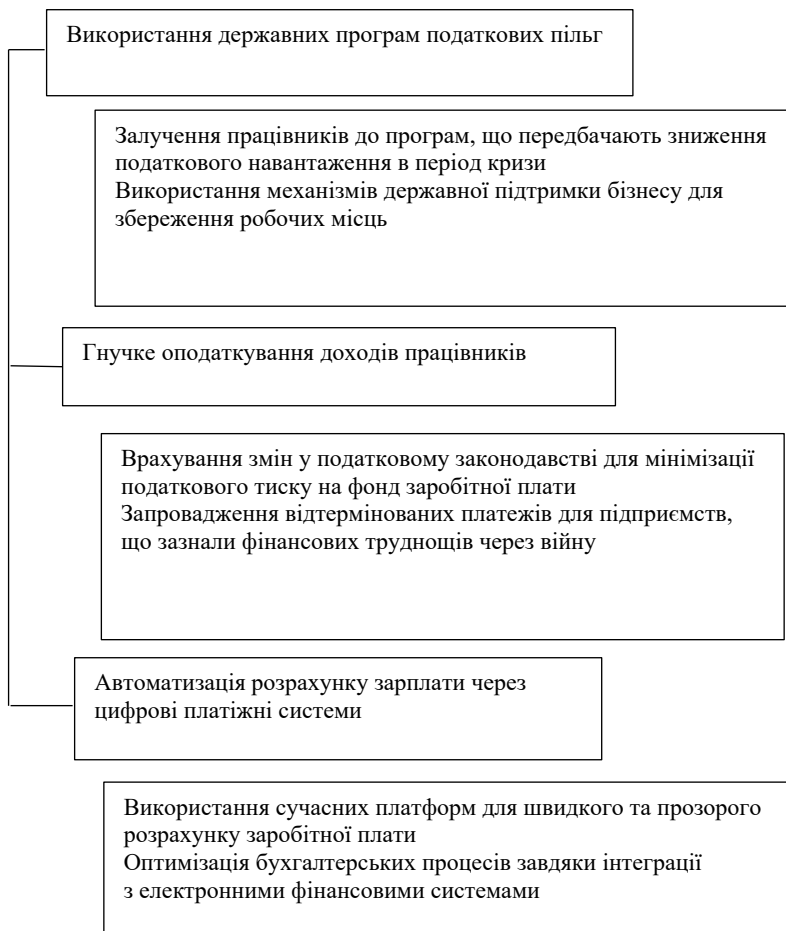 Використання державних програм податкових пільг
Залучення працівників до програм, що передбачають зниження
податкового навантаження в період кризи
Використання механізмів державної підтримки бізнесу для
збереження робочих місць
Гнучке оподаткування доходів працівників
Врахування змін у податковому законодавстві для мінімізації
податкового тиску на фонд заробітної плати
Запровадження відтермінованих платежів для підприємств,
що зазнали фінансових труднощів через війну
Автоматизація розрахунку зарплати через
цифрові платіжні системи
Використання сучасних платформ для швидкого та прозорого
розрахунку заробітної плати
Оптимізація бухгалтерських процесів завдяки інтеграції
з електронними фінансовими системами